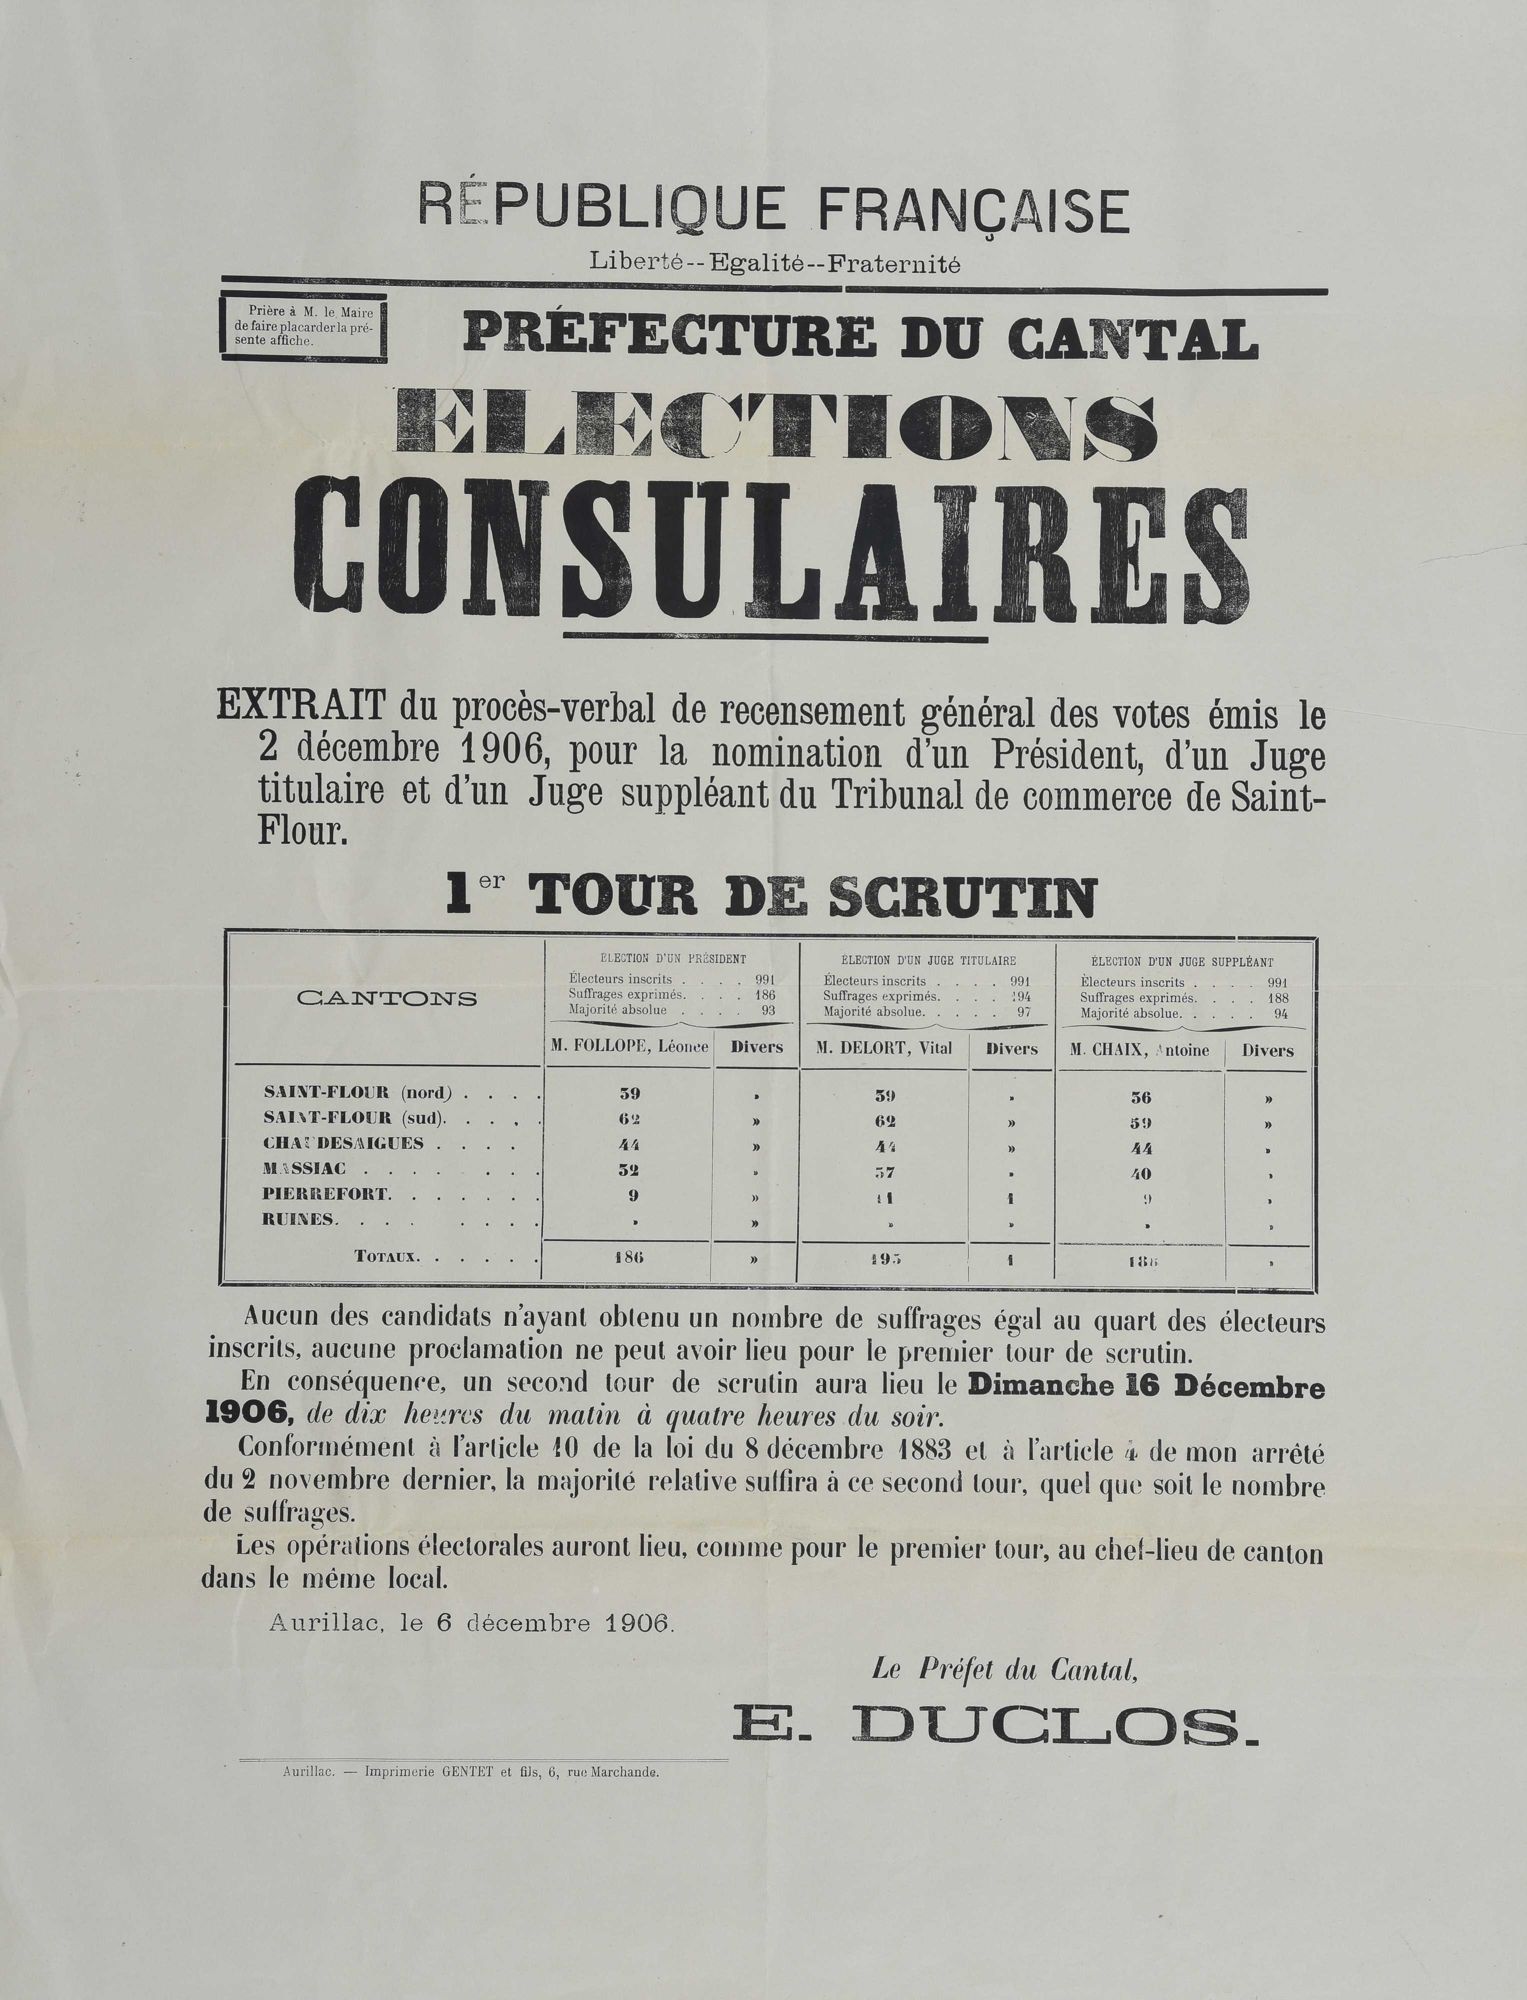 RÉPUBLIQUE FRANÇAISE
Liberté--Egalité--Fraternité
Prière à M. le Maire
de faire placarder la pré-
sente affiche.
PRÉFECTURE DU CANTAL
ELECTIONS
CONSULAIRES
EXTRAIT du procès-verbal de recensement général des votes émis le
2 décembre 1906, pour la nomination d'un Président, d'un Juge
titulaire et d'un Juge suppléant du Tribunal de commerce de Saint-
Flour.
1er TOUR DE SCRUTIN
CANTONS
ÉLECTION D'UN PRÉSIDENT
Électeurs inscrits . . . . 991
Suffrages exprimés. . . . 186
Majorité absolue . . . . 93
M. FOLLOPE, Léonce Divers
ÉLECTION D'UN JUGE TITULAIRE
Électeurs inscrits . . . . 991
Suffrages exprimés. . . . 194
Majorité absolue. . . . . 97
M. DELORT, Vital Divers
ÉLECTION D'UN JUGE SUPPLÉANT
Électeurs inscrits . . . . 991
Suffrages exprimés. . . . 188
Majorité absolue. . . . . 94
M. CHAIX, Antoine Divers
SAINT-FLOUR (nord) . . . . 39 » 39 » 36 »
SAINT-FLOUR (sud). . . . . 62 » 62 » 59 »
CHAUDESAIGUES . . . . 44 » 44 » 44 »
MASSIAC . . . . . . . 32 » 37 » 40 »
PIERREFORT. . . . . . . 9 » 11 1 9 »
RUINES. . . . . . . » » » » » »
TOTAUX. . . . . . 186 » 193 1 188 »
Aucun des candidats n'ayant obtenu un nombre de suffrages égal au quart des électeurs
inscrits, aucune proclamation ne peut avoir lieu pour le premier tour de scrutin.
En conséquence, un second tour de scrutin aura lieu le Dimanche 16 Décembre
1906, de dix heures du matin à quatre heures du soir.
Conformément à l'article 10 de la loi du 8 décembre 1883 et à l'article 4 de mon arrêté
du 2 novembre dernier, la majorité relative suffira à ce second tour, quel que soit le nombre
de suffrages.
Les opérations électorales auront lieu, comme pour le premier tour, au chef-lieu de canton
dans le même local.
Aurillac, le 6 décembre 1906.
Le Préfet du Cantal,
E. DUCLOS.
Aurillac. — Imprimerie GENTET et fils, 6, rue Marchande.